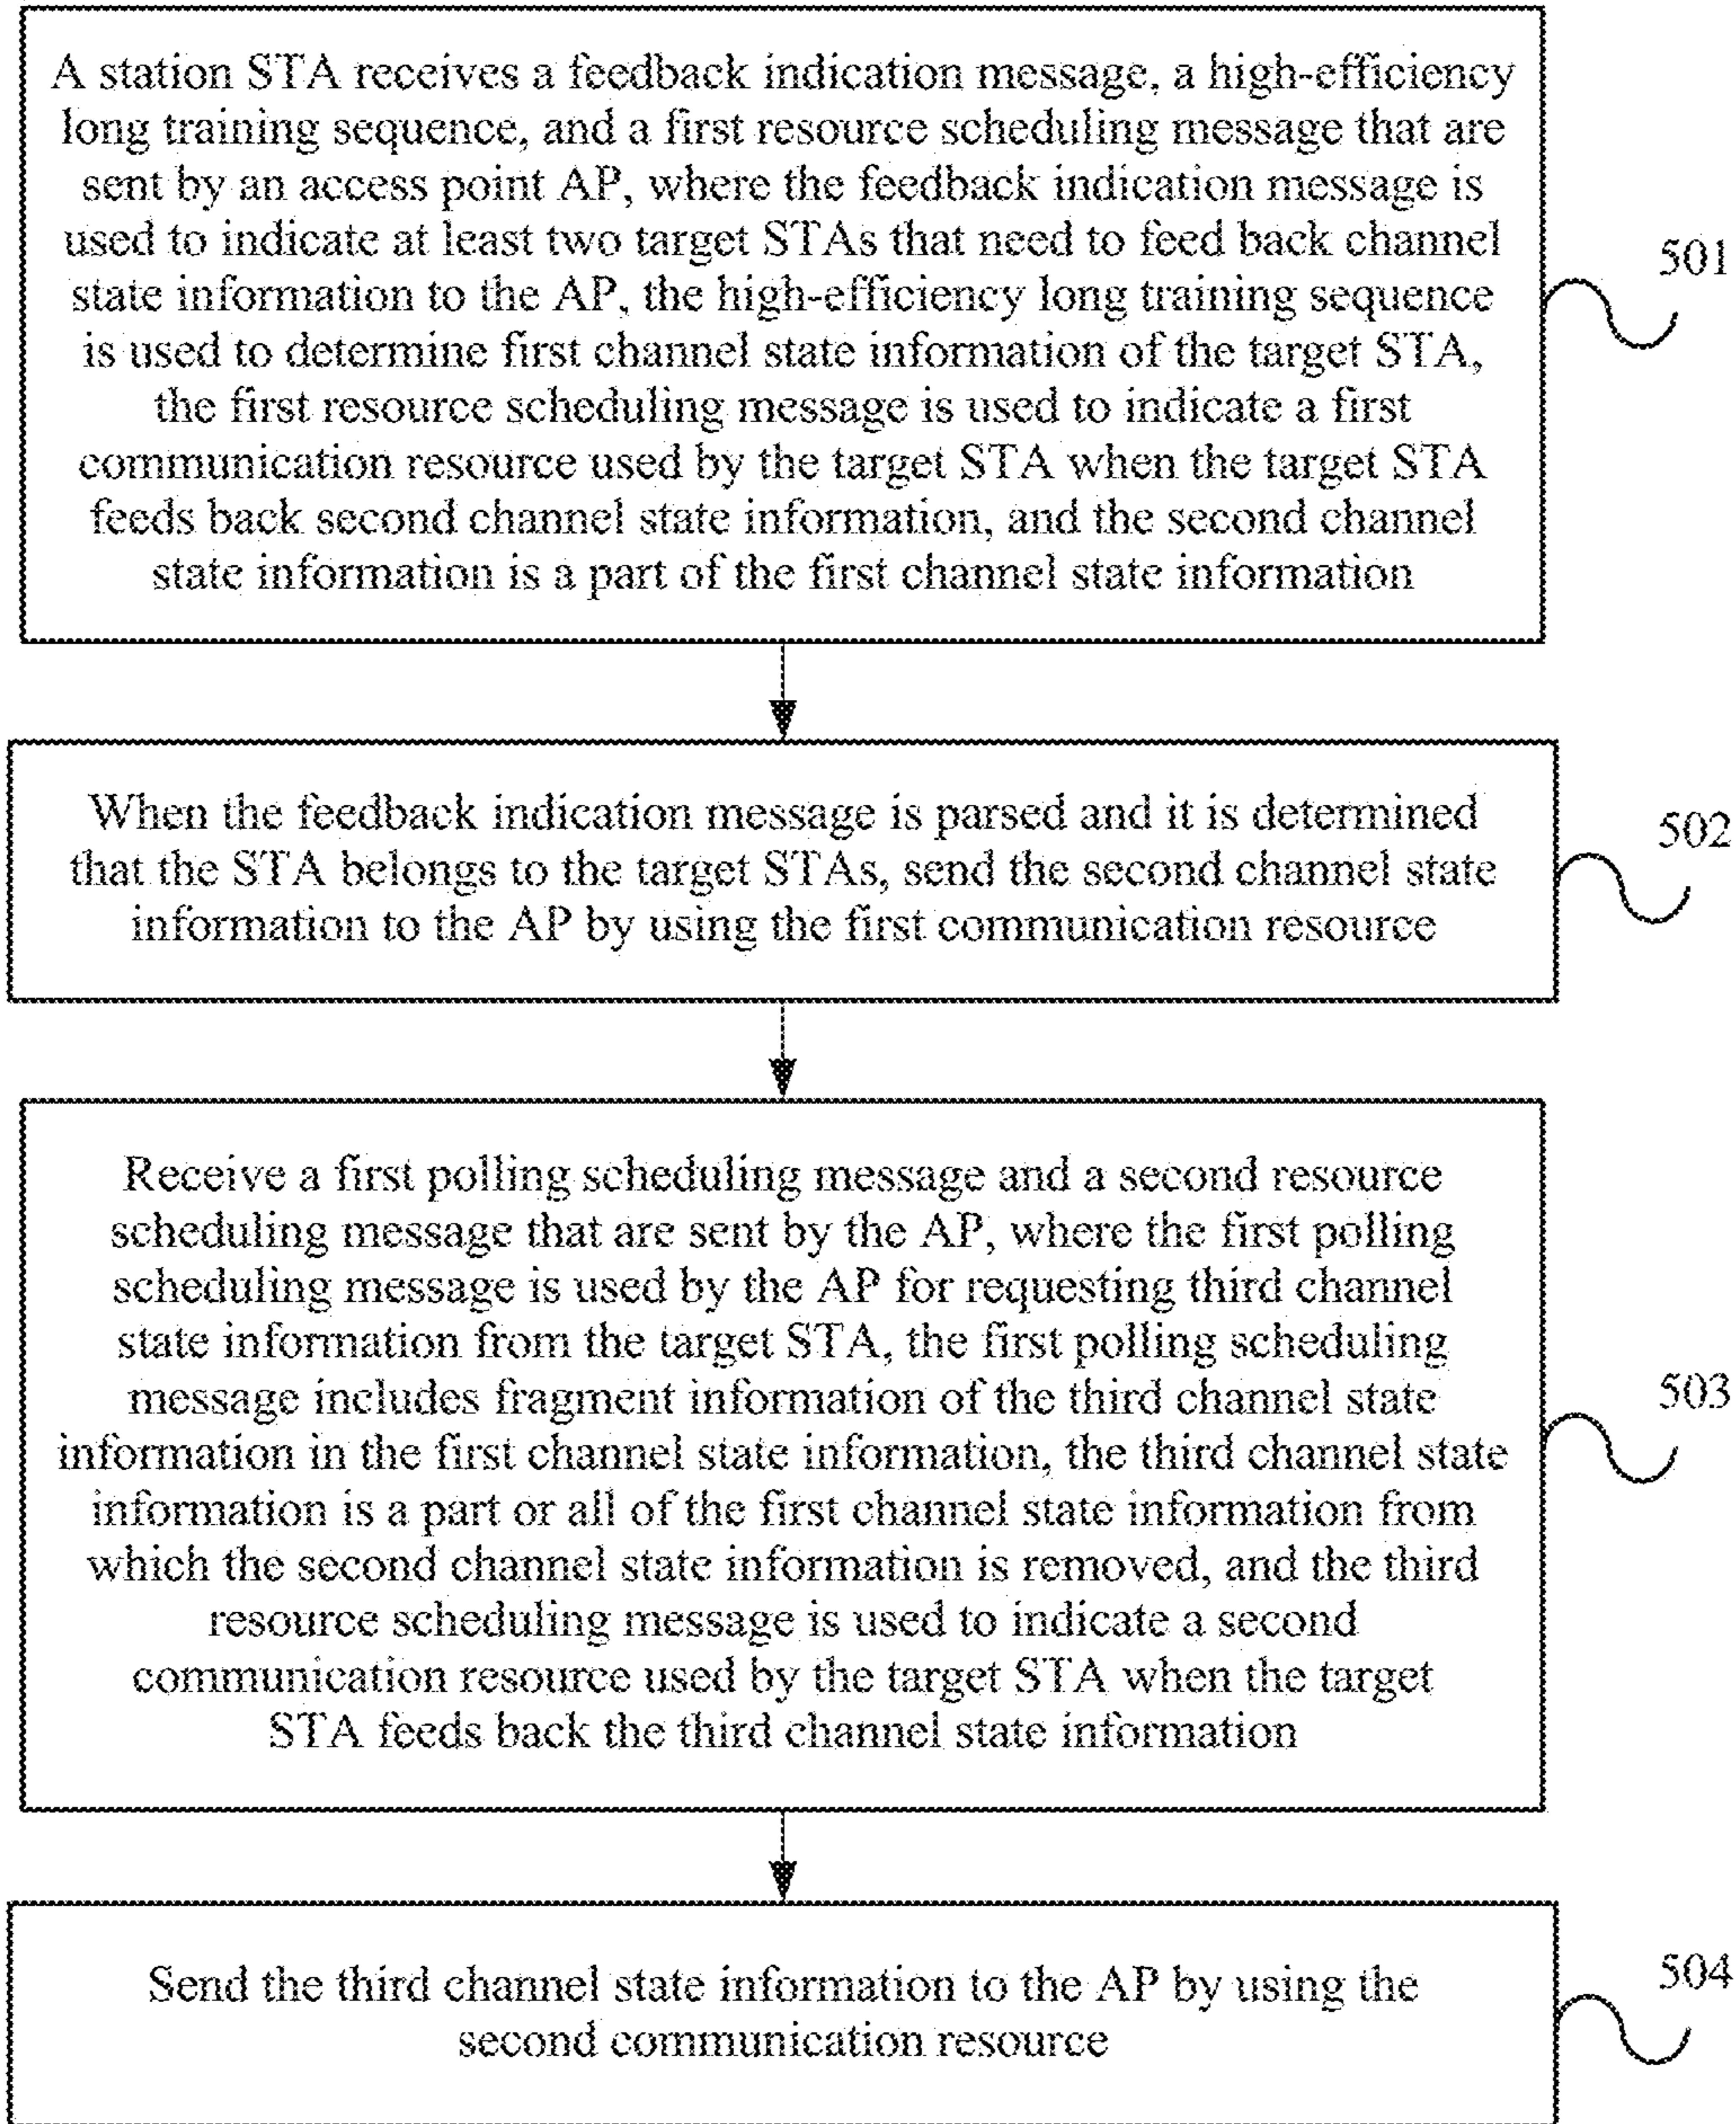 A station STA receives a feedback indication message, a high-efficiency
long training sequence, and a first resource scheduling message that are
sent by an access point AP, where the feedback indication message is
used to indicate at least two target STAs that need to feed back channel
state information to the AP, the high-efficiency long training sequence
is used to determine first channel state information of the target STA,
the first resource scheduling message is used to indicate a first
communication resource used by the target STA when the target STA
feeds back second channel state information, and the second channel
state information is a part of the first channel state information
501
When the feedback indication message is parsed and it is determined
that the STA belongs to the target STAs, send the second channel state
information to the AP by using the first communication resource
502
Receive a first polling scheduling message and a second resource
scheduling message that are sent by the AP, where the first polling
scheduling message is used by the AP for requesting third channel
state information from the target STA, the first polling scheduling
message includes fragment information of the third channel state
information in the first channel state information, the third channel state
information is a part or all of the first channel state information from
which the second channel state information is removed, and the third
resource scheduling message is used to indicate a second
communication resource used by the target STA when the target
STA feeds back the third channel state information
503
Send the third channel state information to the AP by using the
second communication resource
504